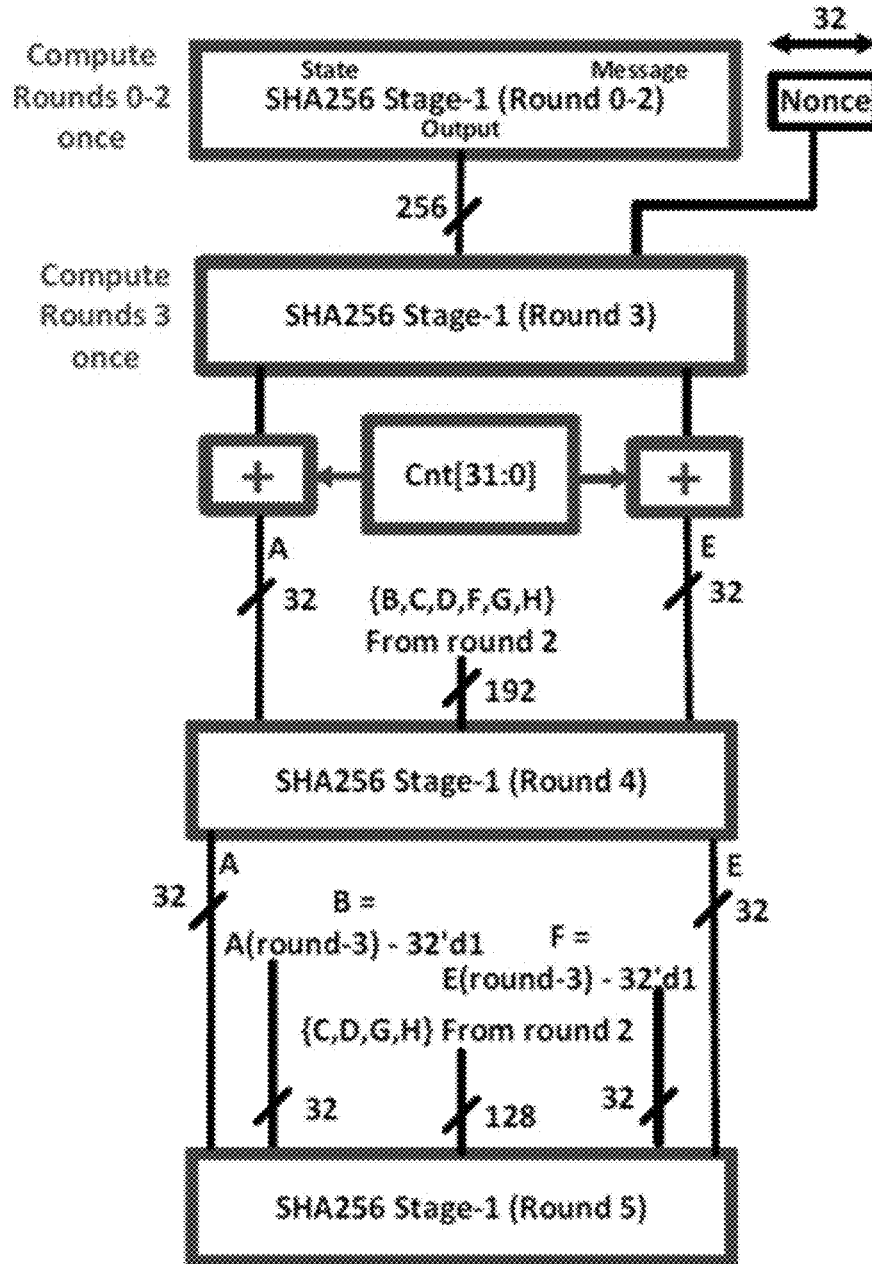 32
Compute
Rounds 0-2
once
State Message
SHA256 Stage-1 (Round 0-2)
Output
Nonce
256
Compute
Rounds 3
once
SHA256 Stage-1 (Round 3)
+ Cnt[31:0] +
A E
32 {B,C,D,F,G,H} 32
From round 2
192
SHA256 Stage-1 (Round 4)
A E
32 32
B =
A(round-3) - 32'd1
F =
E(round-3) - 32'd1
{C,D,G,H} From round 2
32 128 32
SHA256 Stage-1 (Round 5)